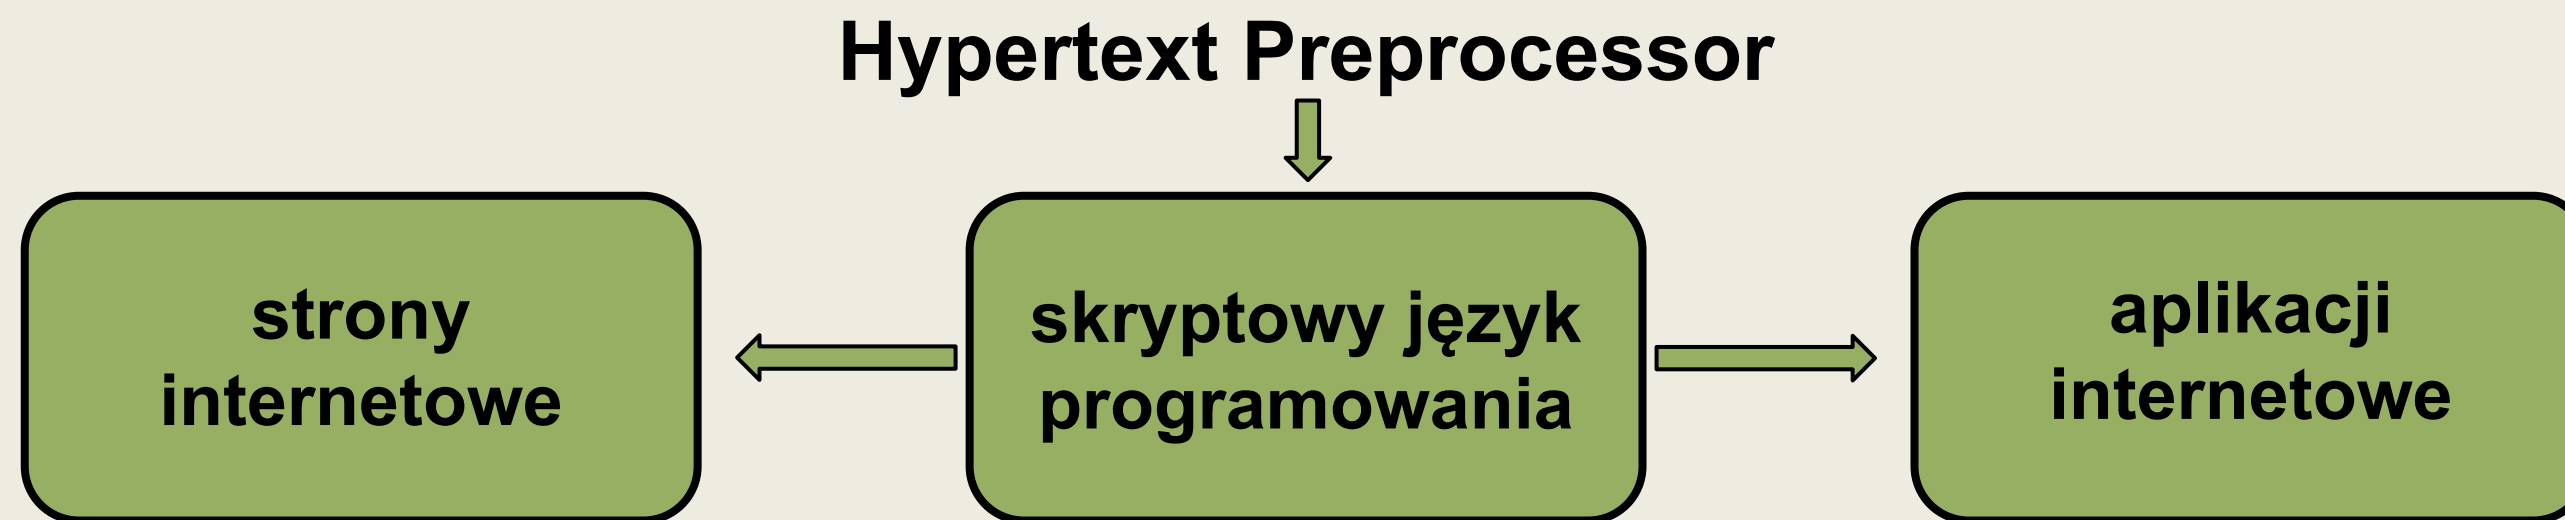 Hypertext Preprocessor
strony
internetowe
skryptowy język
programowania
aplikacji
internetowe